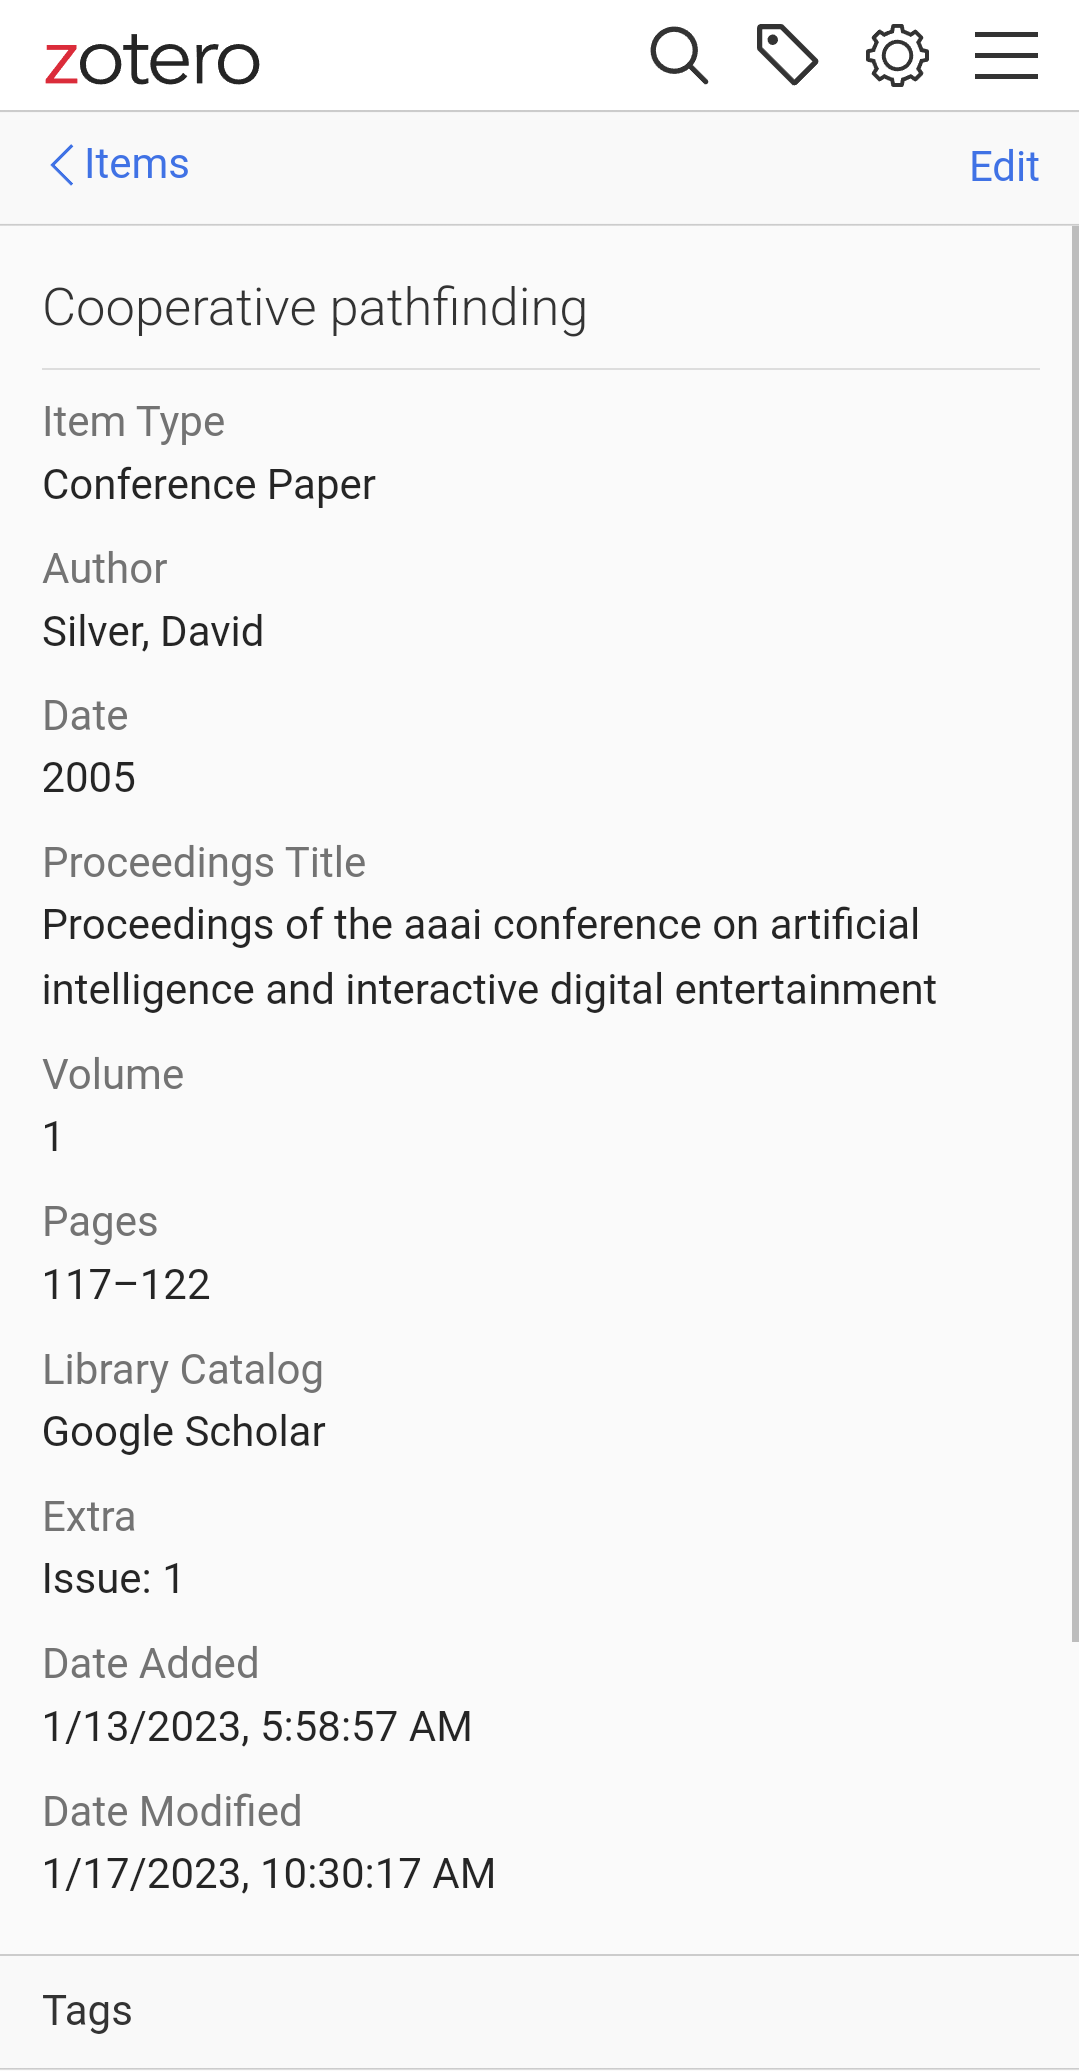 zotero
Items
Edit
Cooperative pathfinding
Item Type
Conference Paper
Author
Silver, David
Date
2005
Proceedings Title
Proceedings of the aaai conference on artificial
intelligence and interactive digital entertainment
Volume
1
Pages
117–122
Library Catalog
Google Scholar
Extra
Issue: 1
Date Added
1/13/2023, 5:58:57 AM
Date Modified
1/17/2023, 10:30:17 AM
Tags